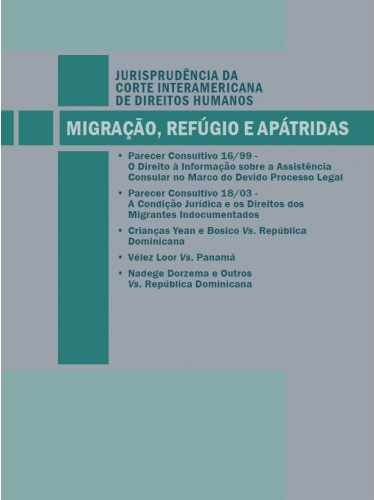 JURISPRUDÊNCIA DA
CORTE INTERAMERICANA
DE DIREITOS HUMANOS
MIGRAÇÃO, REFÚGIO E APÁTRIDAS
• Parecer Consultivo 16/99 -
O Direito à Informação sobre a Assistência
Consular no Marco do Devido Processo Legal
• Parecer Consultivo 18/03 -
A Condição Jurídica e os Direitos dos
Migrantes Indocumentados
• Crianças Yean e Bosico Vs. República
Dominicana
• Vélez Loor Vs. Panamá
• Nadege Dorzema e Outros
Vs. República Dominicana